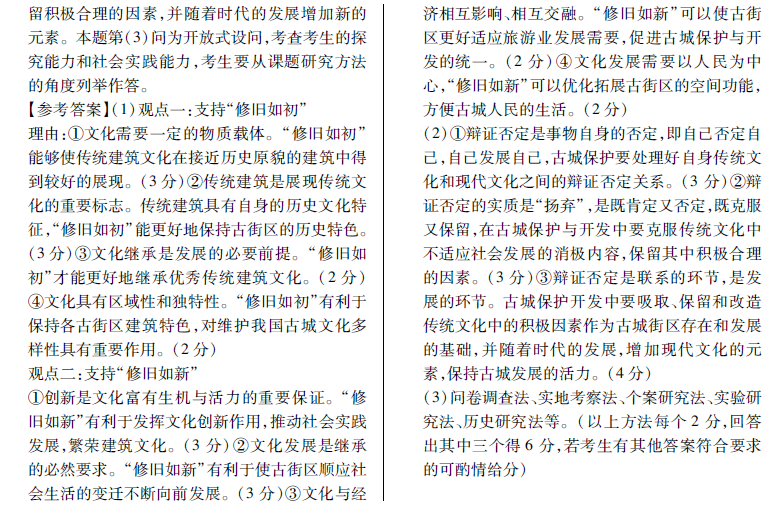 留积极合理的因素,并随着时代的发展增加新的
元素。本题第(3)问为开放式设问,考查考生的探
究能力和社会实践能力,考生要从课题研究方法
的角度列举作答。
【参考答案】(1)观点一:支持“修旧如初”
理由:①文化需要一定的物质载体。“修旧如初”
能够使传统建筑文化在接近历史原貌的建筑中得
到较好的展现。(3 分)②传统建筑是展现传统文
化的重要标志。传统建筑具有自身的历史文化特
征,“修旧如初”能更好地保持古街区的历史特色。
(3 分)③文化继承是发展的必要前提。“修旧如
初”才能更好地继承优秀传统建筑文化。(2 分)
④文化具有区域性和独特性。“修旧如初”有利于
保持各古街区建筑特色,对维护我国古城文化多
样性具有重要作用。(2 分)
观点二:支持“修旧如新”
①创新是文化富有生机与活力的重要保证。“修
旧如新”有利于发挥文化创新作用,推动社会实践
发展,繁荣建筑文化。(3 分)②文化发展是继承
的必然要求。“修旧如新”有利于使古街区顺应社
会生活的变迁不断向前发展。(3 分)③文化与经
济相互影响、相互交融。“修旧如新”可以使古街
区更好适应旅游业发展需要,促进古城保护与开
发的统一。(2 分)④文化发展需要以人民为中
心,“修旧如新”可以优化拓展古街区的空间功能,
方便古城人民的生活。(2 分)
(2)①辩证否定是事物自身的否定,即自己否定自
己,自己发展自己,古城保护要处理好自身传统文
化和现代文化之间的辩证否定关系。(3 分)②辩
证否定的实质是“扬弃”,是既肯定又否定,既克服
又保留,在古城保护与开发中要克服传统文化中
不适应社会发展的消极内容,保留其中积极合理
的因素。(3 分)③辩证否定是联系的环节,是发
展的环节。古城保护开发中要吸取、保留和改造
传统文化中的积极因素作为古城街区存在和发展
的基础,并随着时代的发展,增加现代文化的元
素,保持古城发展的活力。(4 分)
(3)问卷调查法、实地考察法、个案研究法、实验研
究法、历史研究法等。(以上方法每个 2 分,回答
出其中三个得 6 分,若考生有其他答案符合要求
的可酌情给分)